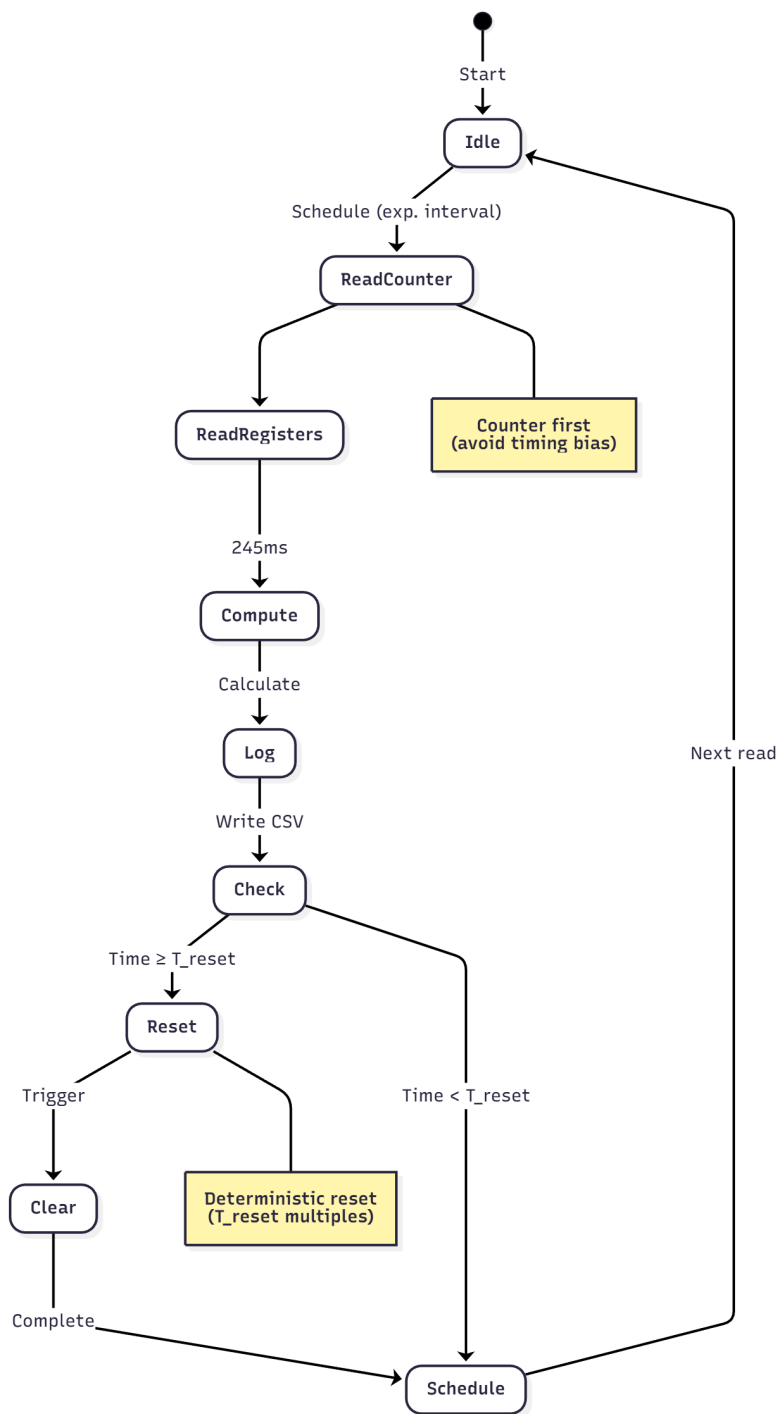 Start
Idle
Schedule (exp. interval)
ReadCounter
ReadRegisters
Counter first
(avoid timing bias)
245ms
Compute
Calculate
Log
Next read
Write CSV
Check
Time ≥ T_reset
Reset
Trigger
Time < T_reset
Clear
Deterministic reset
(T_reset multiples)
Complete
Schedule